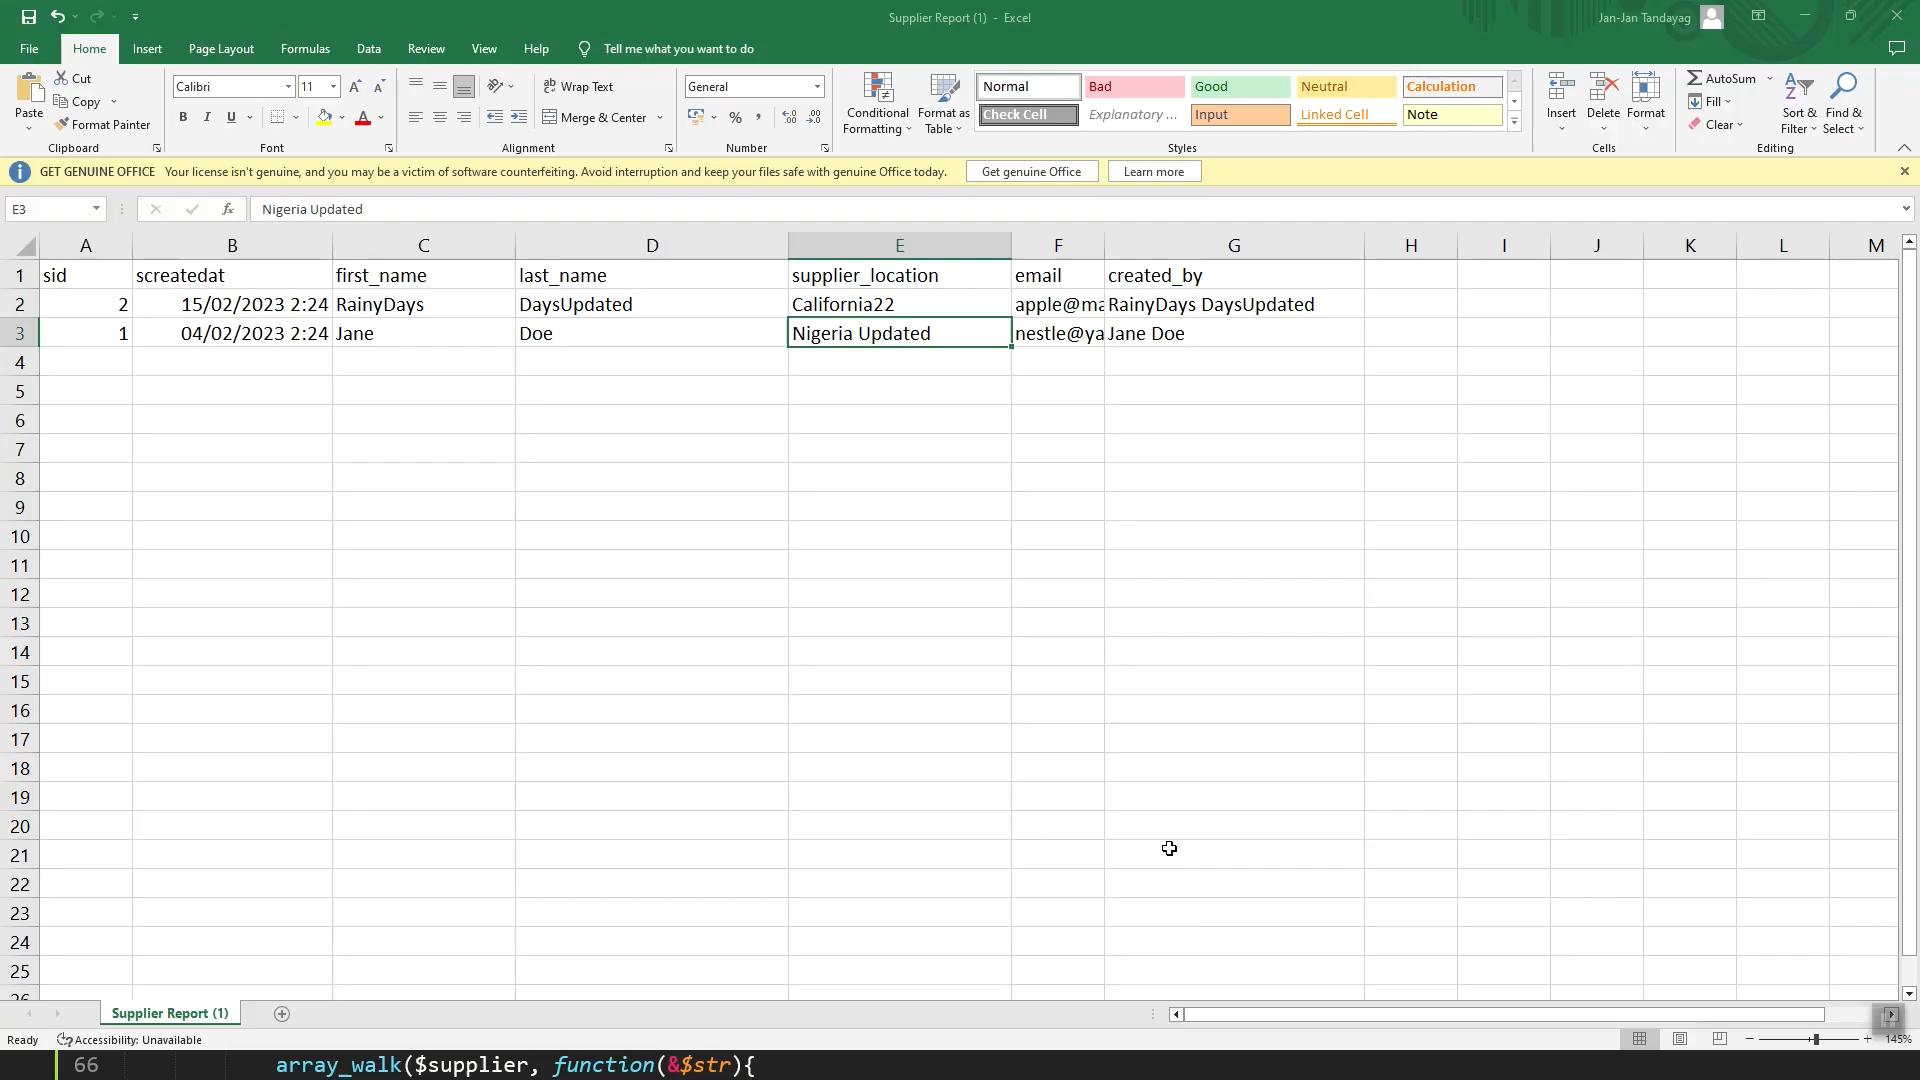 Supplier Report (1) - Excel
Jan-Jan Tandayag
File Home Insert Page Layout Formulas Data Review View Help Tell me what you want to do
Paste
Cut
Copy
Format Painter
Clipboard
Calibri 11
B I U
Font
Wrap Text
Merge & Center
Alignment
General
Number
Conditional Formatting
Format as Table
Normal Bad Good Neutral Calculation
Check Cell Explanatory ... Input Linked Cell Note
Styles
Insert Delete Format
Cells
AutoSum
Fill
Clear
Sort & Filter
Find & Select
Editing
GET GENUINE OFFICE Your license isn't genuine, and you may be a victim of software counterfeiting. Avoid interruption and keep your files safe with genuine Office today. Get genuine Office Learn more
E3 fx Nigeria Updated
A B C D E F G H I J K L M
1 sid screatedat first_name last_name supplier_location email created_by
2 2 15/02/2023 2:24 RainyDays DaysUpdated California22 apple@ma RainyDays DaysUpdated
3 1 04/02/2023 2:24 Jane Doe Nigeria Updated nestle@ya Jane Doe
4
5
6
7
8
9
10
11
12
13
14
15
16
17
18
19
20
21
22
23
24
25
26
Supplier Report (1)
Ready Accessibility: Unavailable 145%
66 array_walk($supplier, function(&$str){